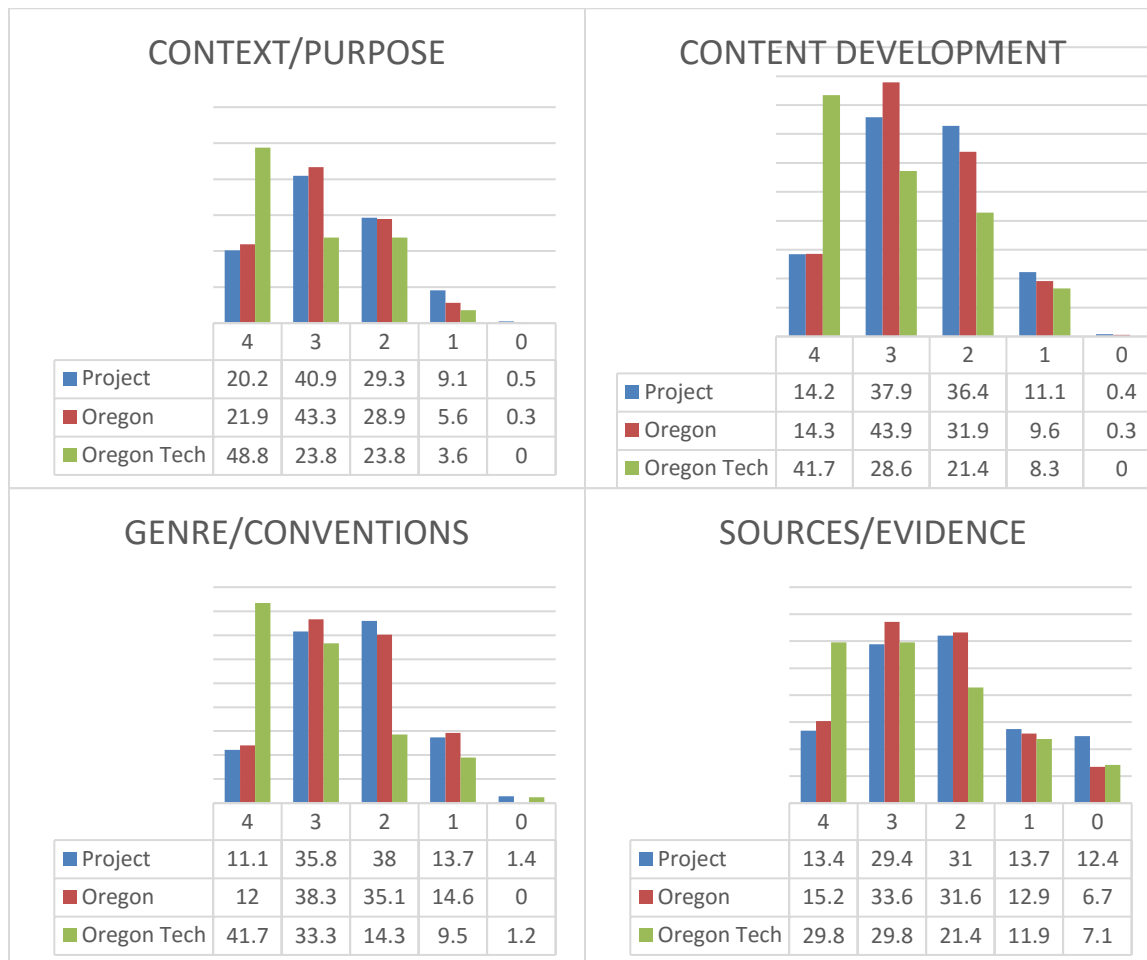 CONTEXT/PURPOSE
4 3 2 1 0
Project 20.2 40.9 29.3 9.1 0.5
Oregon 21.9 43.3 28.9 5.6 0.3
Oregon Tech 48.8 23.8 23.8 3.6 0
CONTENT DEVELOPMENT
4 3 2 1 0
Project 14.2 37.9 36.4 11.1 0.4
Oregon 14.3 43.9 31.9 9.6 0.3
Oregon Tech 41.7 28.6 21.4 8.3 0
GENRE/CONVENTIONS
4 3 2 1 0
Project 11.1 35.8 38 13.7 1.4
Oregon 12 38.3 35.1 14.6 0
Oregon Tech 41.7 33.3 14.3 9.5 1.2
SOURCES/EVIDENCE
4 3 2 1 0
Project 13.4 29.4 31 13.7 12.4
Oregon 15.2 33.6 31.6 12.9 6.7
Oregon Tech 29.8 29.8 21.4 11.9 7.1